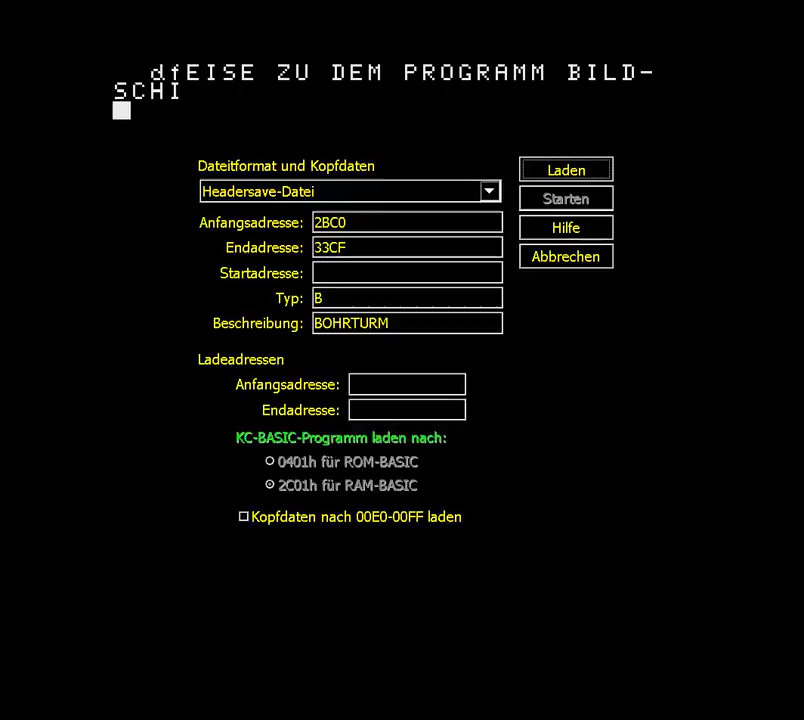 dfEISE ZU DEM PROGRAMM BILD-
SCHI
Dateitformat und Kopfdaten
Headersave-Datei
Laden
Starten
Hilfe
Abbrechen
Anfangsadresse: 2BC0
Endadresse: 33CF
Startadresse:
Typ: B
Beschreibung: BOHRTURM
Ladeadressen
Anfangsadresse:
Endadresse:
KC-BASIC-Programm laden nach:
0401h für ROM-BASIC
2C01h für RAM-BASIC
Kopfdaten nach 00E0-00FF laden